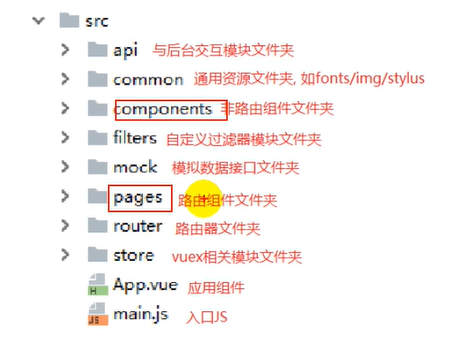 src
api 与后台交互模块文件夹
common 通用资源文件夹, 如fonts/img/stylus
components 非路由组件文件夹
filters 自定义过滤器模块文件夹
mock 模拟数据接口文件夹
pages 路由组件文件夹
router 路由器文件夹
store vuex相关模块文件夹
App.vue 应用组件
main.js 入口JS